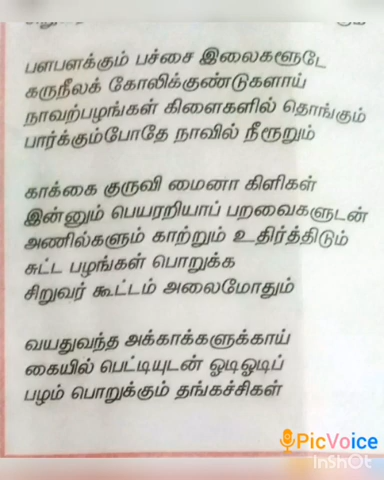 பளபளக்கும் பச்சை இலைகளூடே
கருநீலக் கோலிக்குண்டுகளாய்
நாவற்பழங்கள் கிளைகளில் தொங்கும்
பார்க்கும்போதே நாவில் நீரூறும்
காக்கை குருவி மைனா கிளிகள்
இன்னும் பெயரறியாப் பறவைகளுடன்
அணில்களும் காற்றும் உதிர்த்திடும்
சுட்ட பழங்கள் பொறுக்க
சிறுவர் கூட்டம் அலைமோதும்
வயதுவந்த அக்காக்களுக்காய்
கையில் பெட்டியுடன் ஓடிஓடிப்
பழம் பொறுக்கும் தங்கச்சிகள்
PicVoice
InShOt